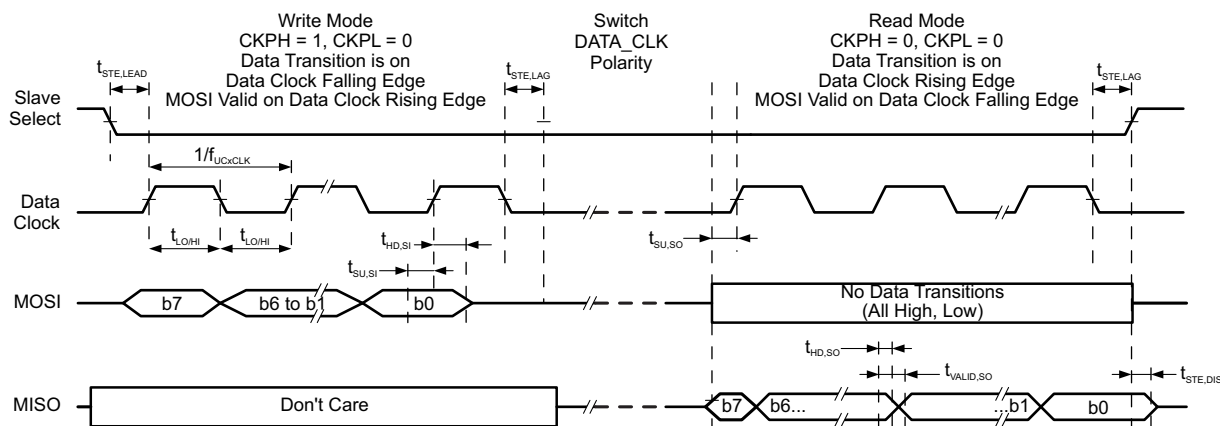 Write Mode
CKPH = 1, CKPL = 0
Data Transition is on
Data Clock Falling Edge
MOSI Valid on Data Clock Rising Edge
Switch
DATA_CLK
Polarity
Read Mode
CKPH = 0, CKPL = 0
Data Transition is on
Data Clock Rising Edge
MOSI Valid on Data Clock Falling Edge
tSTE,LEAD
tSTE,LAG
tSTE,LAG
Slave
Select
1/fUCxCLK
Data
Clock
tLO/HI
tLO/HI
tHD,SI
tSU,SO
tSU,SI
MOSI
b7
b6 to b1
b0
No Data Transitions
(All High, Low)
tHD,SO
tVALID,SO
tSTE,DIS
MISO
Don't Care
b7
b6...
...b1
b0